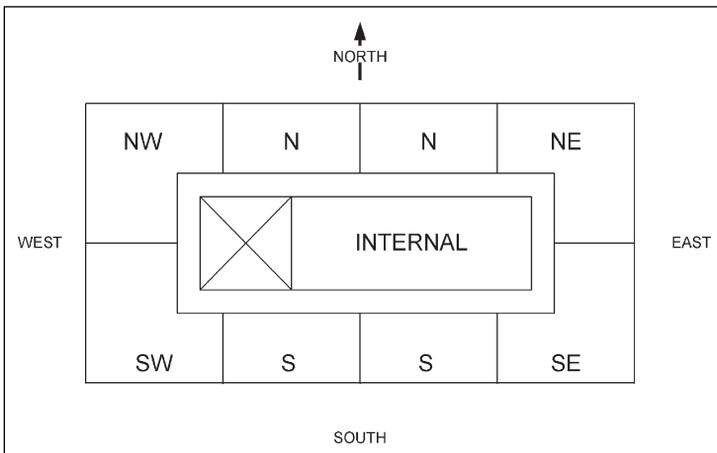 NORTH
NW N N NE
WEST INTERNAL EAST
SW S S SE
SOUTH